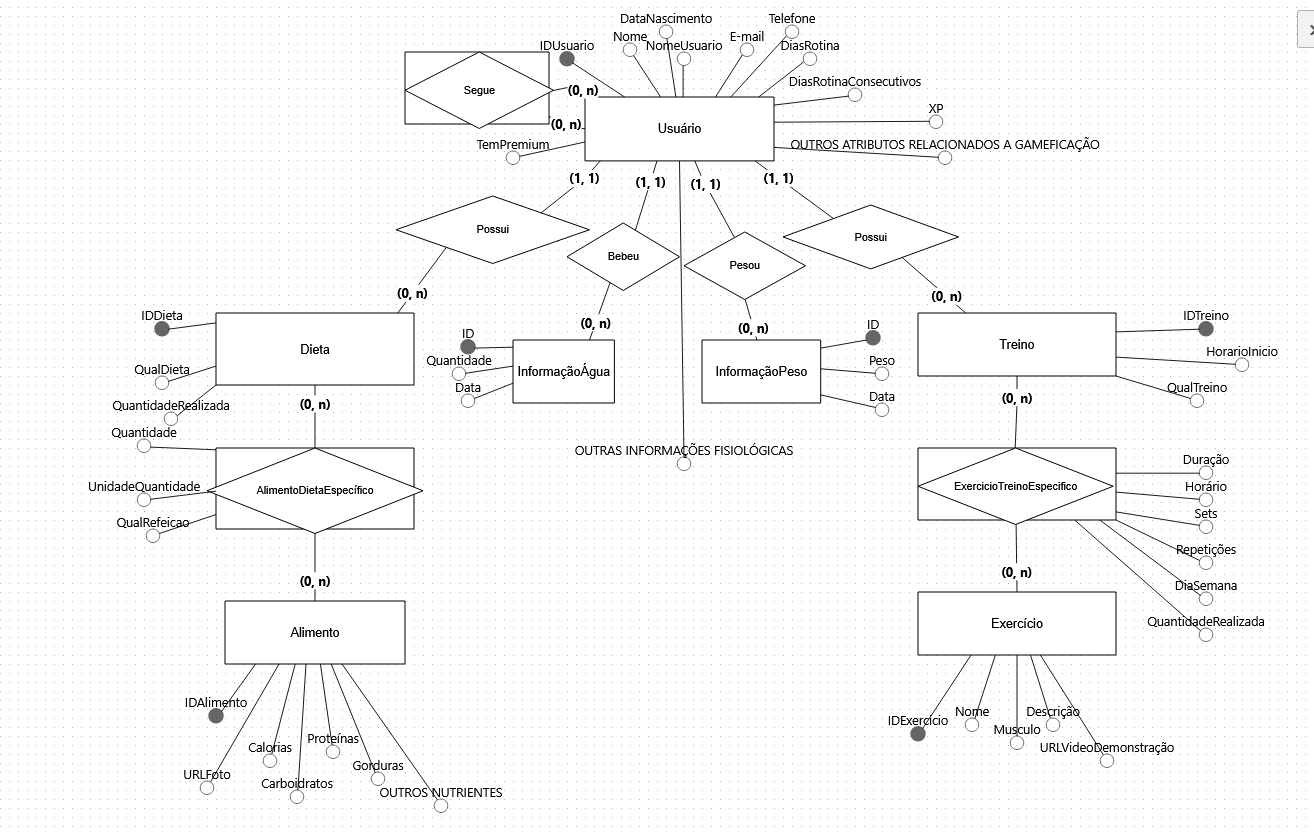 DataNascimento
Telefone
IDUsuario
Nome
NomeUsuario
E-mail
DiasRotina
Segue
(0, n)
DiasRotinaConsecutivos
XP
(0, n)
Usuário
TemPremium
OUTROS ATRIBUTOS RELACIONADOS A GAMEFICAÇÃO
(1, 1)
(1, 1)
(1, 1)
(1, 1)
Possui
Bebeu
Pesou
Possui
(0, n)
(0, n)
(0, n)
(0, n)
IDDieta
QualDieta
QuantidadeRealizada
Dieta
ID
Quantidade
Data
InformaçãoÁgua
InformaçãoPeso
ID
Peso
Data
Treino
IDTreino
HorarioInicio
QualTreino
(0, n)
(0, n)
Quantidade
UnidadeQuantidade
QualRefeicao
AlimentoDietaEspecífico
OUTRAS INFORMAÇÕES FISIOLÓGICAS
ExercicioTreinoEspecifico
Duração
Horário
Sets
Repetições
DiaSemana
QuantidadeRealizada
(0, n)
(0, n)
Alimento
Exercício
IDAlimento
URLFoto
Calorias
Carboidratos
Proteínas
Gorduras
OUTROS NUTRIENTES
IDExercicio
Nome
Musculo
Descrição
URLVídeoDemonstração